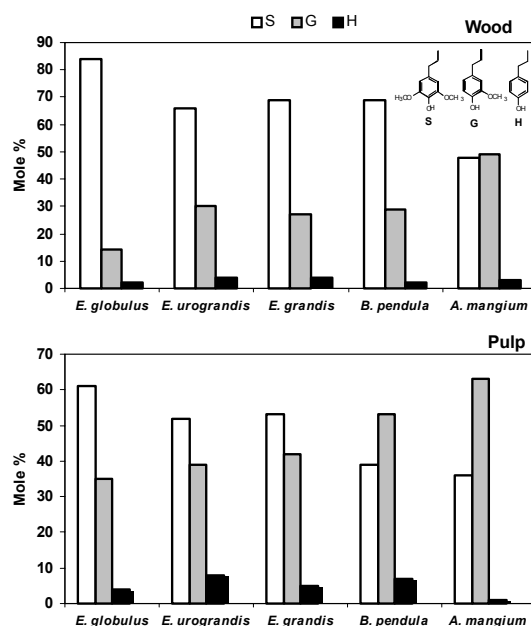 S G H
Wood
90
80
70
60
50
40
30
20
10
0
Mole %
H3CO OCH3 OCH3
OH OH OH
S G H
E. globulus E. urograndis E. grandis B. pendula A. mangium
Pulp
70
60
50
40
30
20
10
0
Mole %
E. globulus E. urograndis E. grandis B. pendula A. mangium